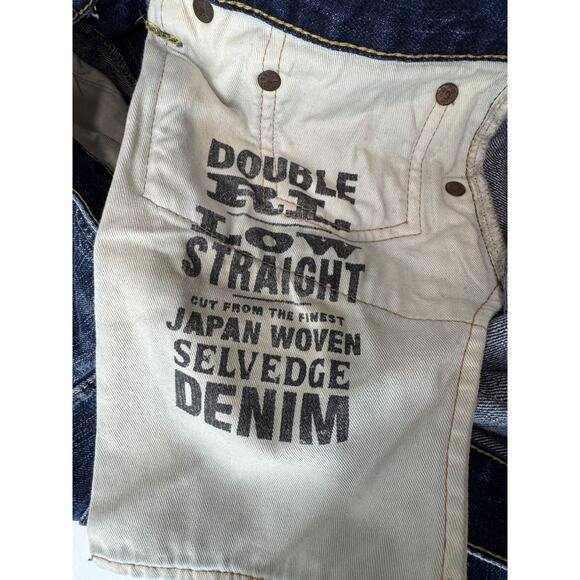 DOUBLE
RL
LOW
STRAIGHT
CUT FROM THE FINEST
JAPAN WOVEN
SELVEDGE
DENIM